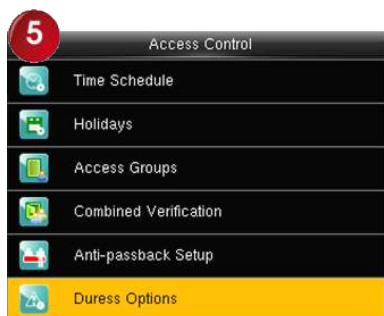 5
Access Control
Time Schedule
Holidays
Access Groups
Combined Verification
Anti-passback Setup
Duress Options